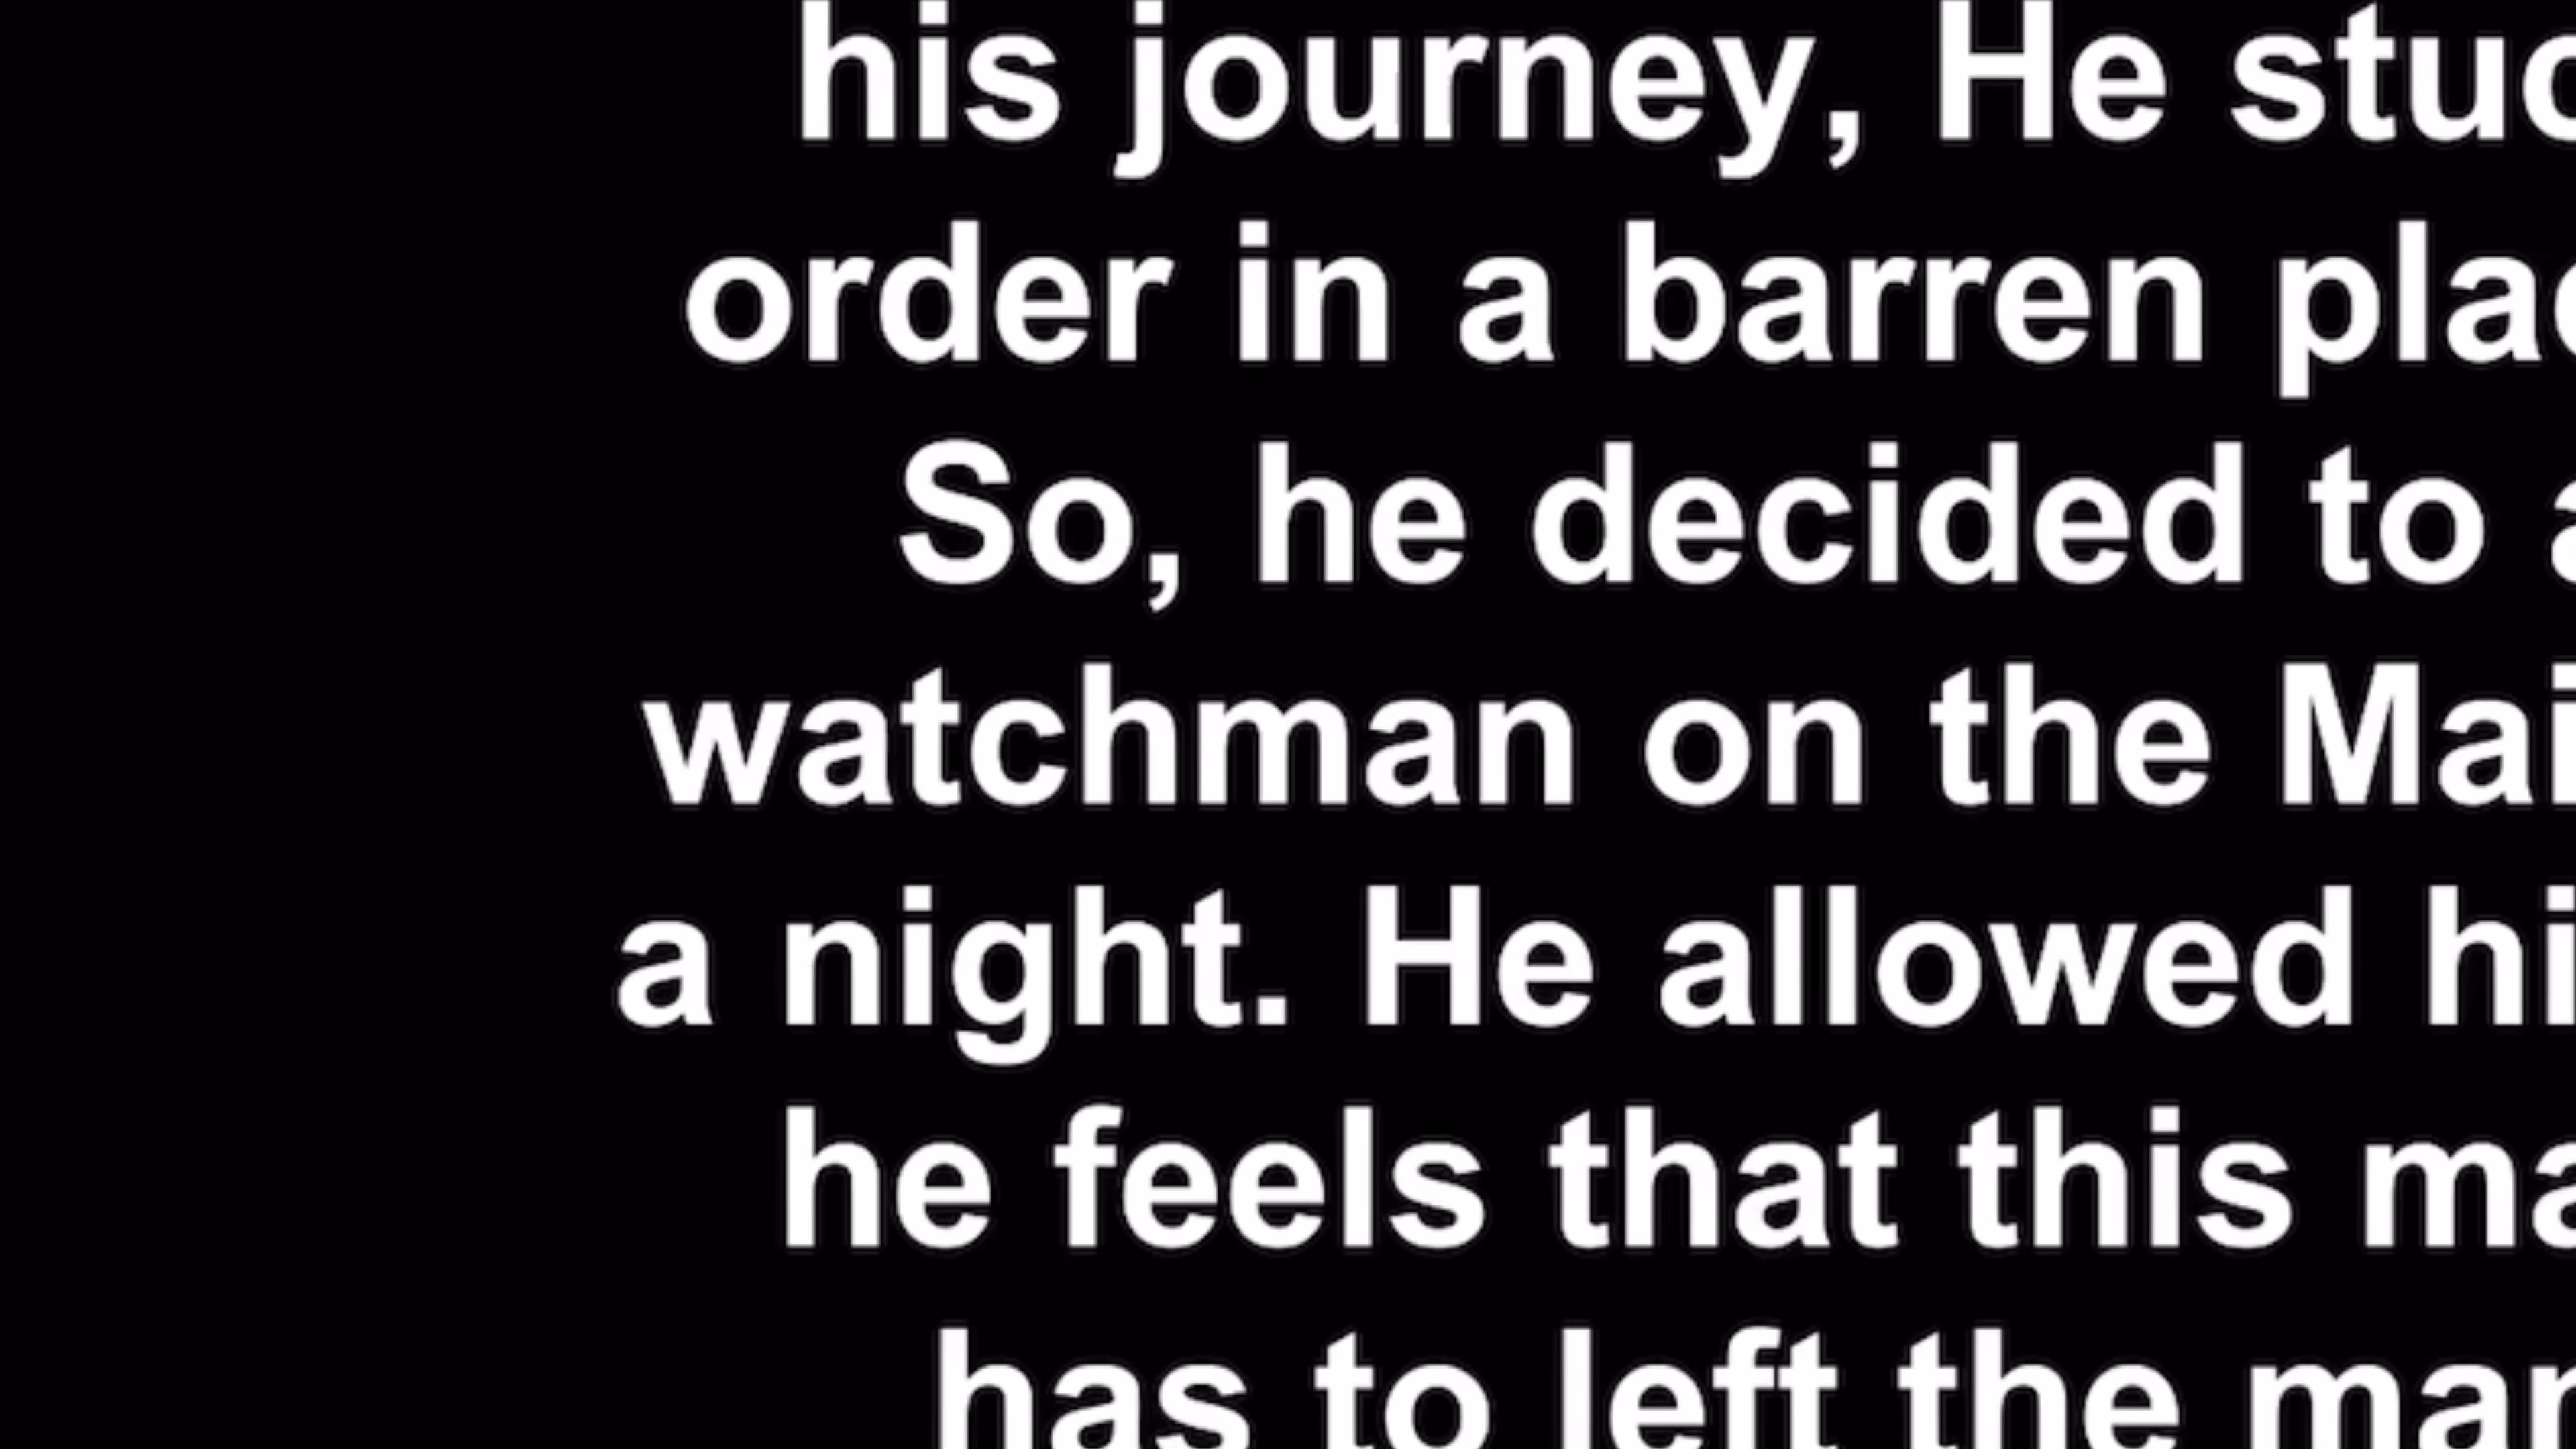 his journey, He
order in a barren
So, he decided to
watchman on the
a night. He allowed
he feels that this
has to left the